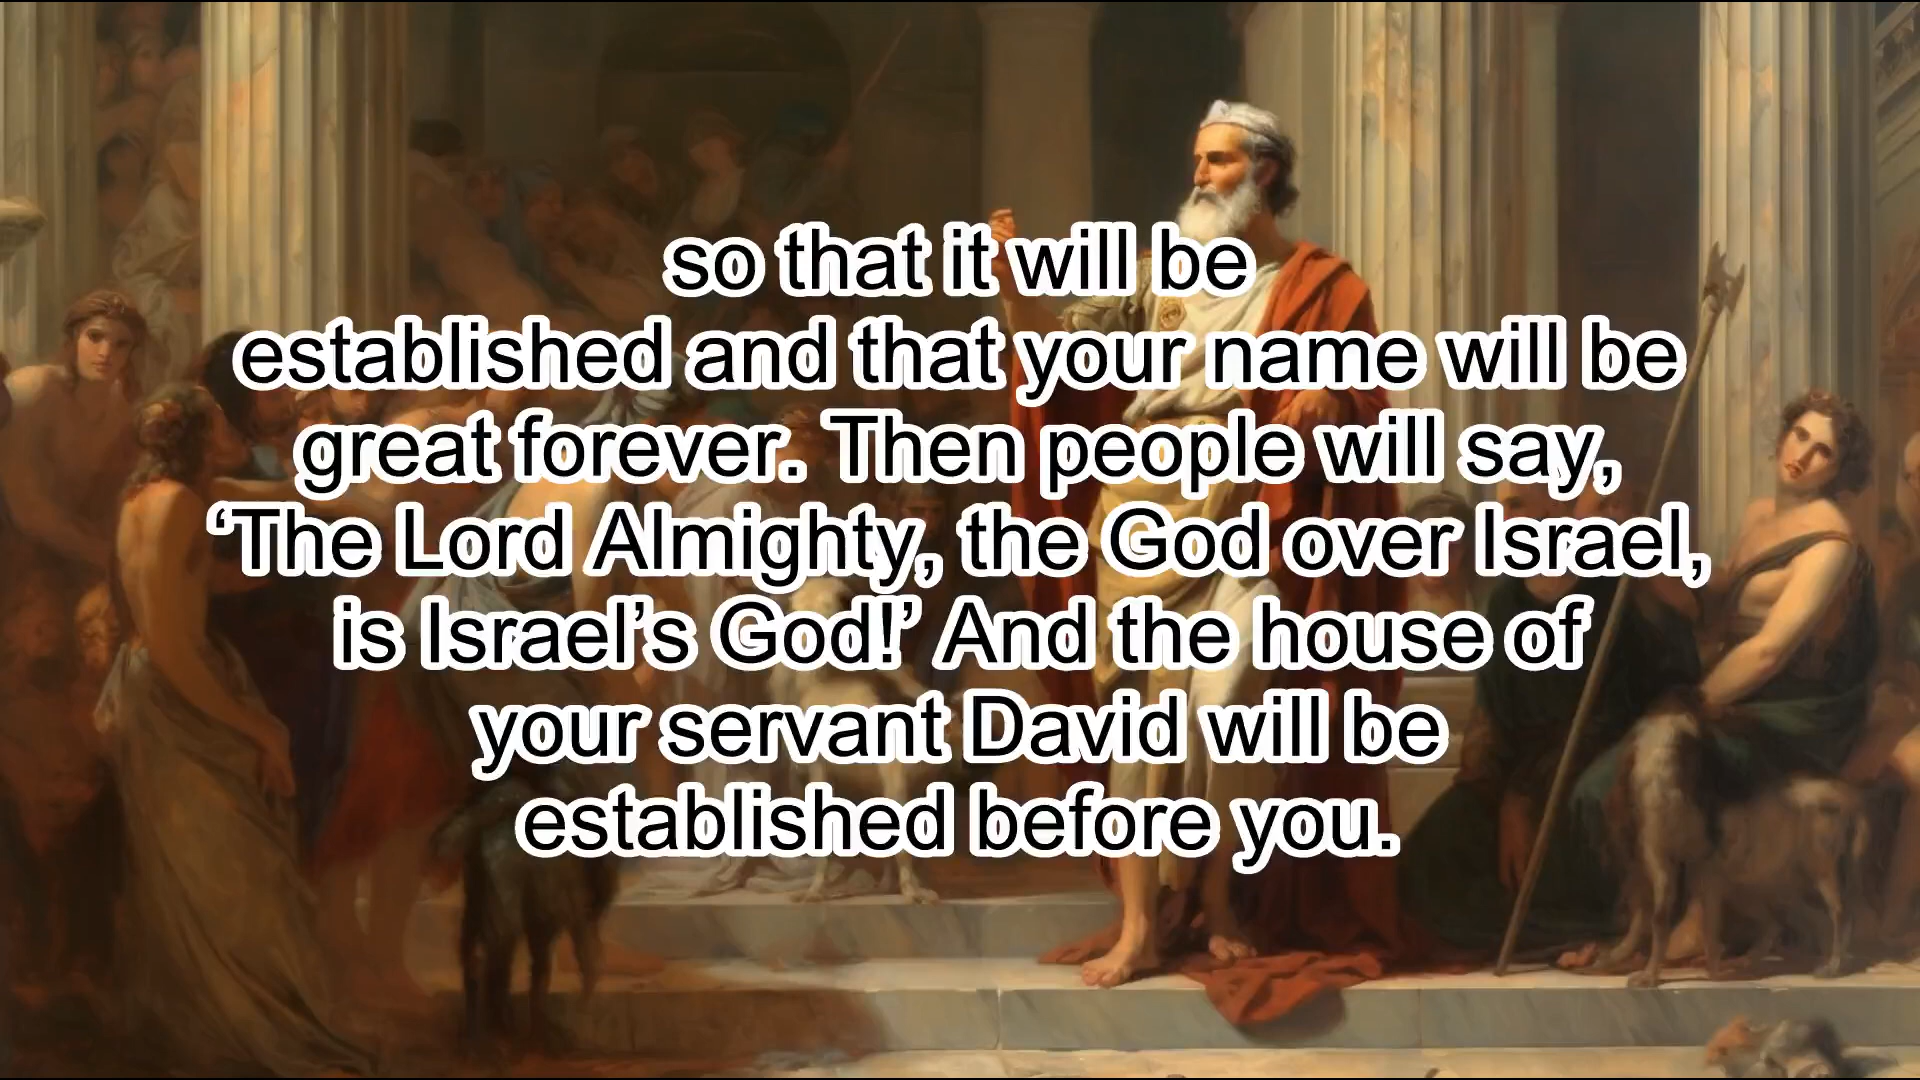 so that it will be
established and that your name will be
great forever. Then people will say,
‘The Lord Almighty, the God over Israel,
is Israel’s God!’ And the house of
your servant David will be
established before you.